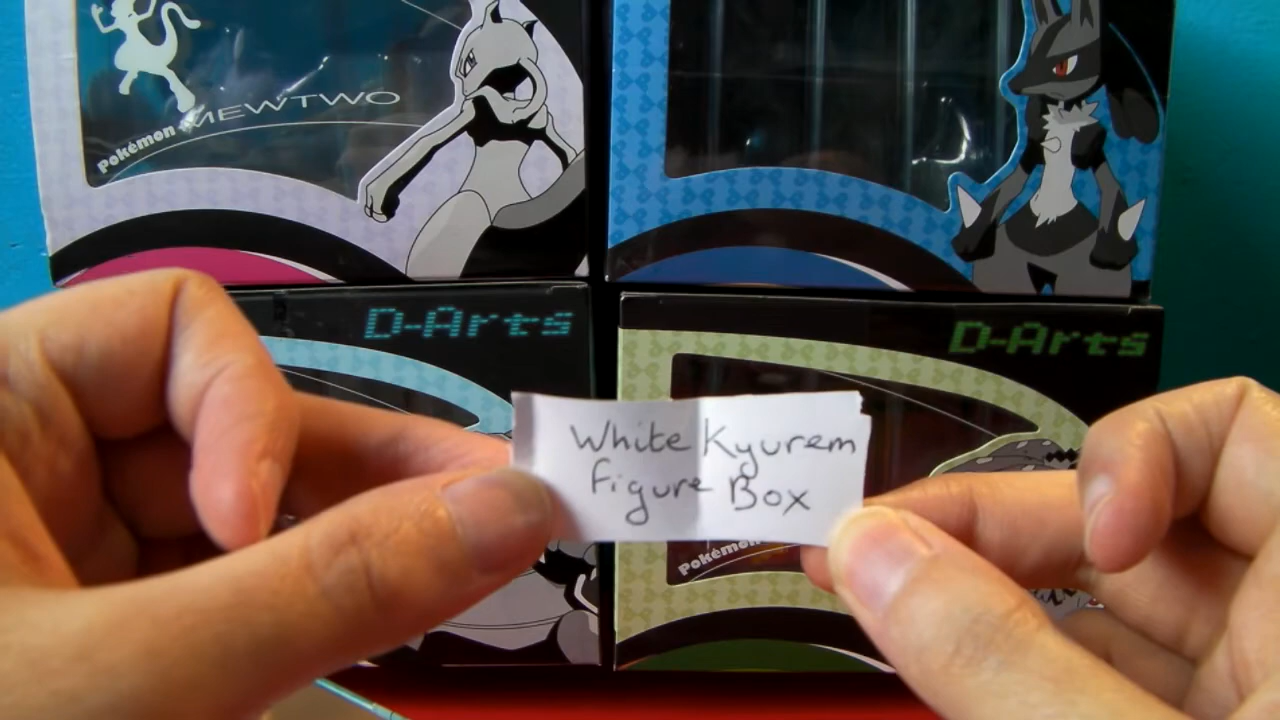 MEWTWO
Pokémon
D-Arts
D-Arts
White Kyurem
Figure Box
Pokémon